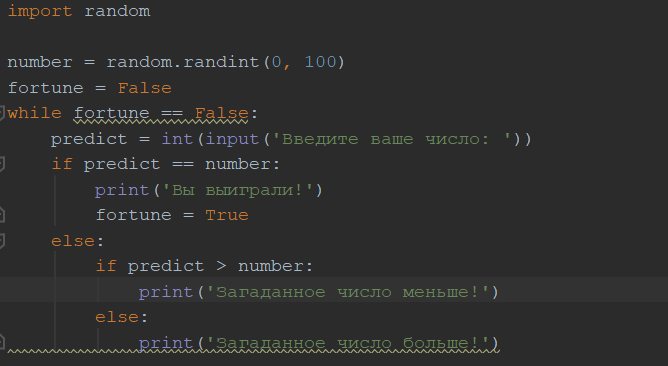 import random
number = random.randint(0, 100)
fortune = False
while fortune == False:
    predict = int(input('Введите ваше число: '))
    if predict == number:
        print('Вы выиграли!')
        fortune = True
    else:
        if predict > number:
            print('Загаданное число меньше!')
        else:
            print('Загаданное число больше!')